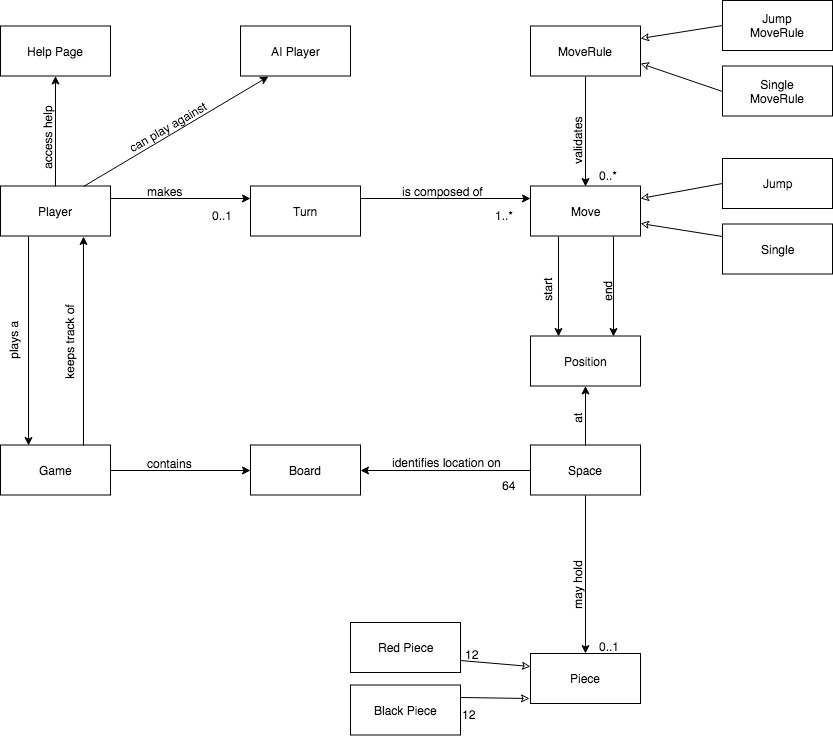 Jump
MoveRule
Help Page
AI Player
MoveRule
Single
MoveRule
access help
can play against
validates
0..*
Player
makes
0..1
Turn
is composed of
1..*
Move
Jump
Single
plays a
keeps track of
start
end
Position
at
Game
contains
Board
identifies location on
64
Space
may hold
0..1
Red Piece
12
Piece
Black Piece
12